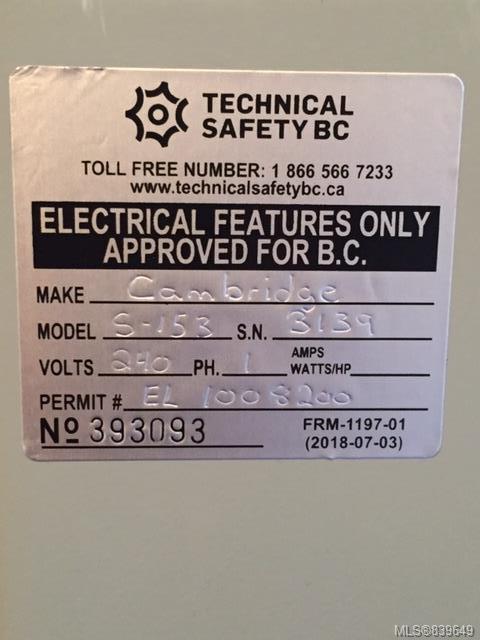 TECHNICAL
SAFETY BC
TOLL FREE NUMBER: 1 866 566 7233
www.technicalsafetybc.ca
ELECTRICAL FEATURES ONLY
APPROVED FOR B.C.
MAKE Cambridge
MODEL S-153 S.N. 3139
VOLTS 240 PH. 1 AMPS WATTS/HP
PERMIT # EL 1008200
Nº 393093
FRM-1197-01
(2018-07-03)
MLS®839649